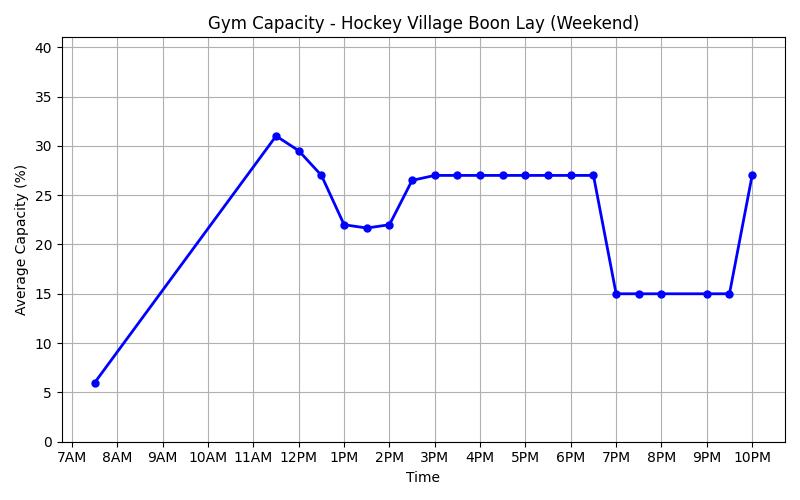 Gym Capacity - Hockey Village Boon Lay (Weekend)
40
35
30
25
20
15
10
5
0
Average Capacity (%)
7AM 8AM 9AM 10AM 11AM 12PM 1PM 2PM 3PM 4PM 5PM 6PM 7PM 8PM 9PM 10PM
Time